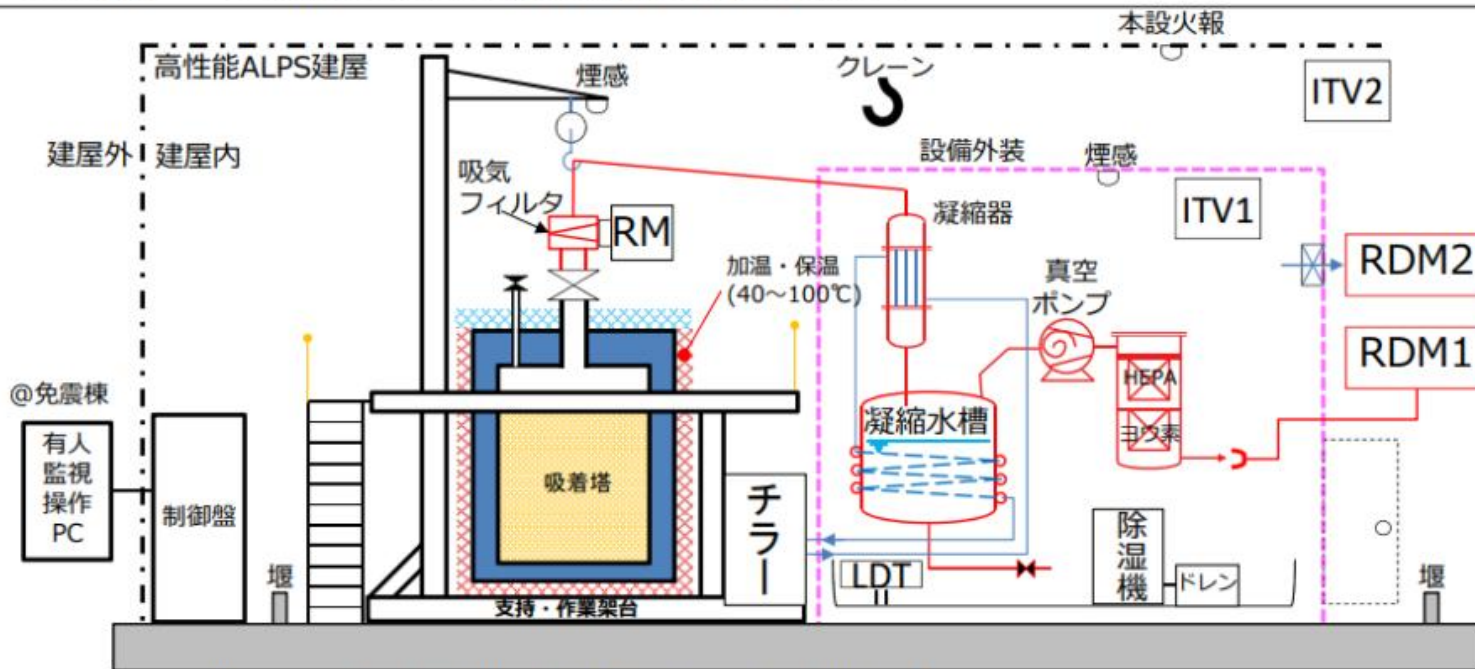 本設火報
高性能ALPS建屋
煙感
クレーン
ITV2
建屋外
建屋内
設備外装
煙感
吸気
フィルタ
RM
凝縮器
ITV1
加温・保温
(40～100℃)
真空
ポンプ
RDM2
RDM1
HEPA
ヨウ素
@免震棟
有人
監視
操作
PC
制御盤
凝縮水槽
吸着塔
チラー
除湿機
ドレン
LDT
堰
堰
支持・作業架台